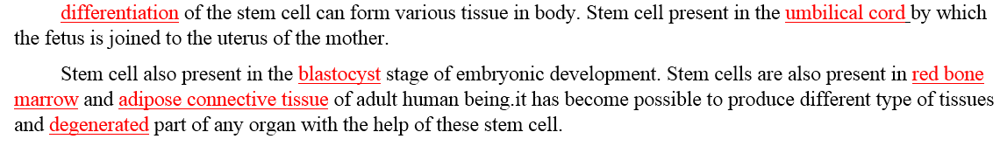 differentiation of the stem cell can form various tissue in body. Stem cell present in the umbilical cord by which
the fetus is joined to the uterus of the mother.
Stem cell also present in the blastocyst stage of embryonic development. Stem cells are also present in red bone
marrow and adipose connective tissue of adult human being.it has become possible to produce different type of tissues
and degenerated part of any organ with the help of these stem cell.